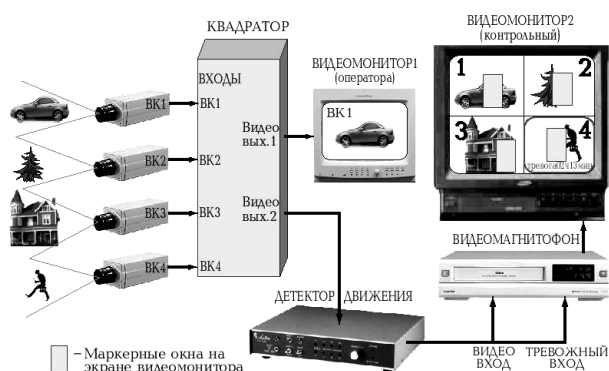 КВАДРАТОР
ВХОДЫ
ВК1
ВК1
ВК2
ВК2
ВК3
ВК3
ВК4
ВК4
Видео
вых.1
Видео
вых.2
ВИДЕОМОНИТОР1
(оператора)
ВК1
ВИДЕОМОНИТОР2
(контрольный)
1
2
3
4
тревога02ч13мин
ВИДЕОМАГНИТОФОН
ДЕТЕКТОР ДВИЖЕНИЯ
ВИДЕО
ВХОД
ТРЕВОЖНЫЙ
ВХОД
– Маркерные окна на
экране видеомонитора